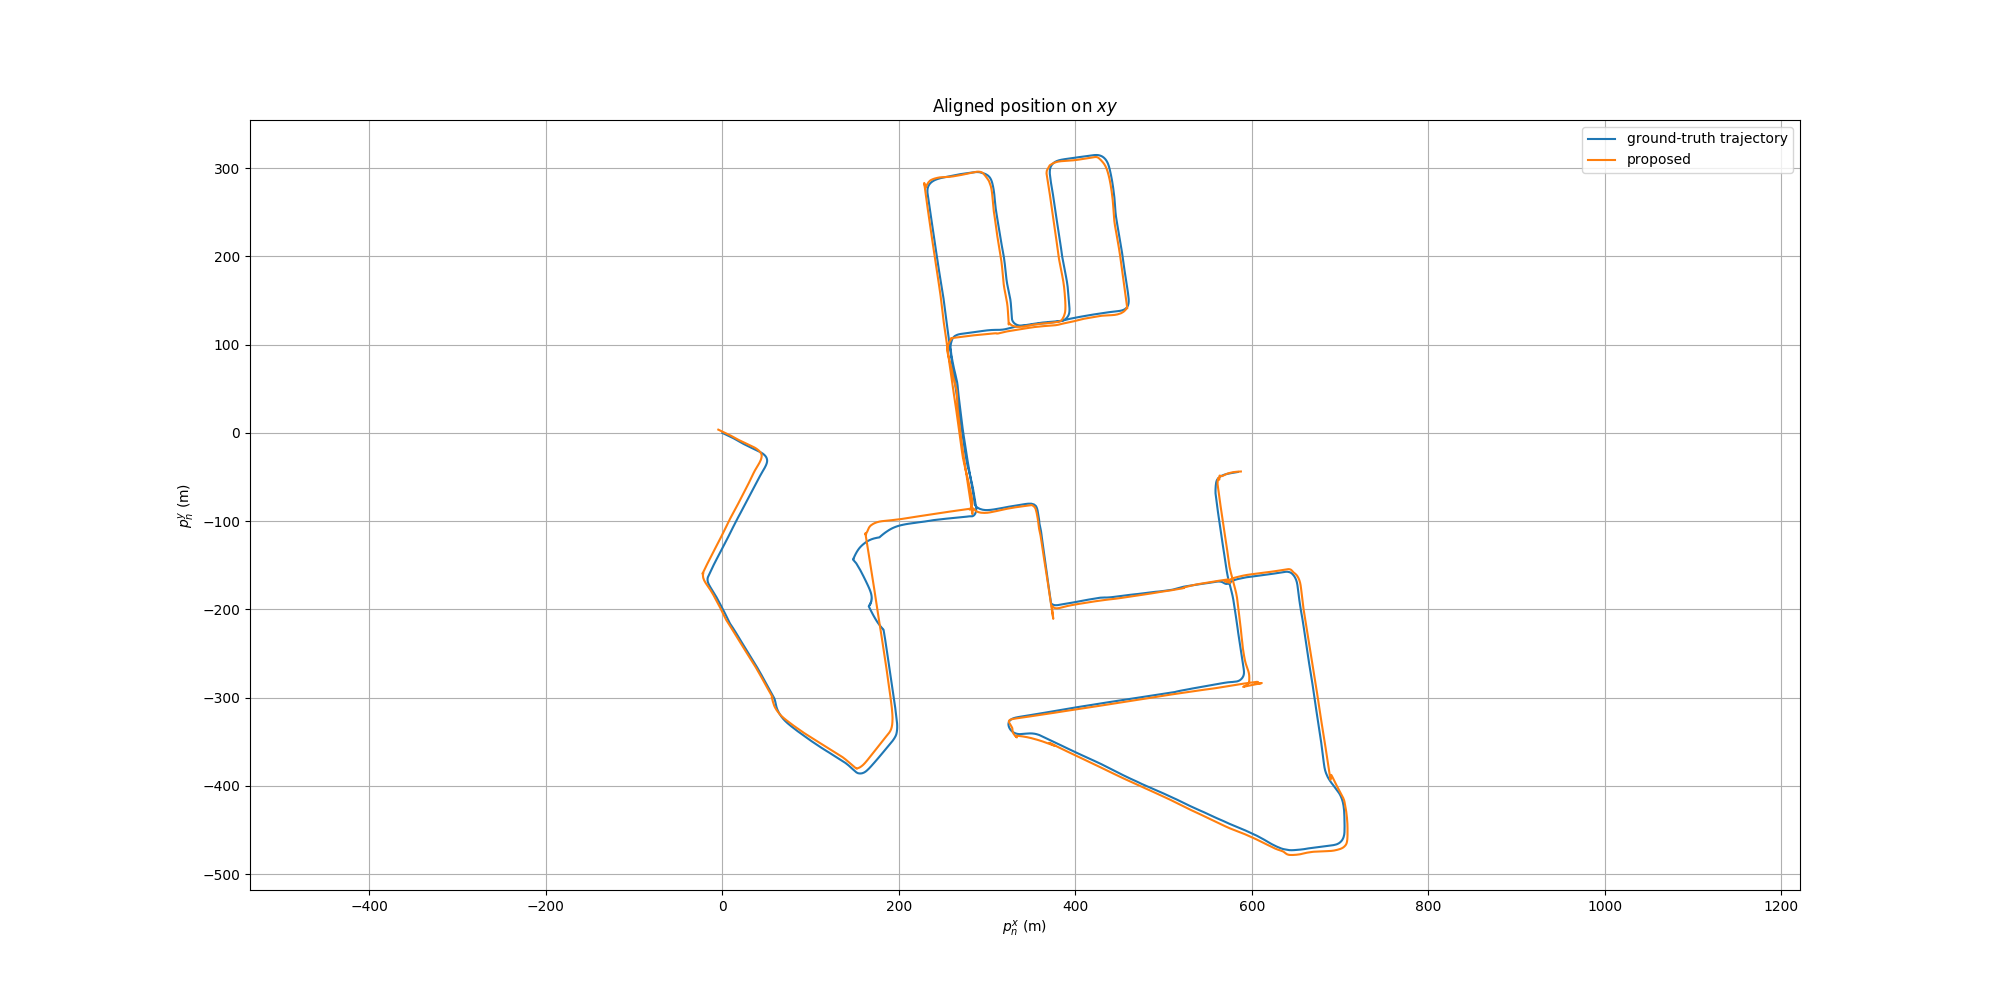 Aligned position on xy
ground-truth trajectory
proposed
300
200
100
0
−100
−200
−300
−400
−500
p_n^y (m)
−400 −200 0 200 400 600 800 1000 1200
p_n^x (m)